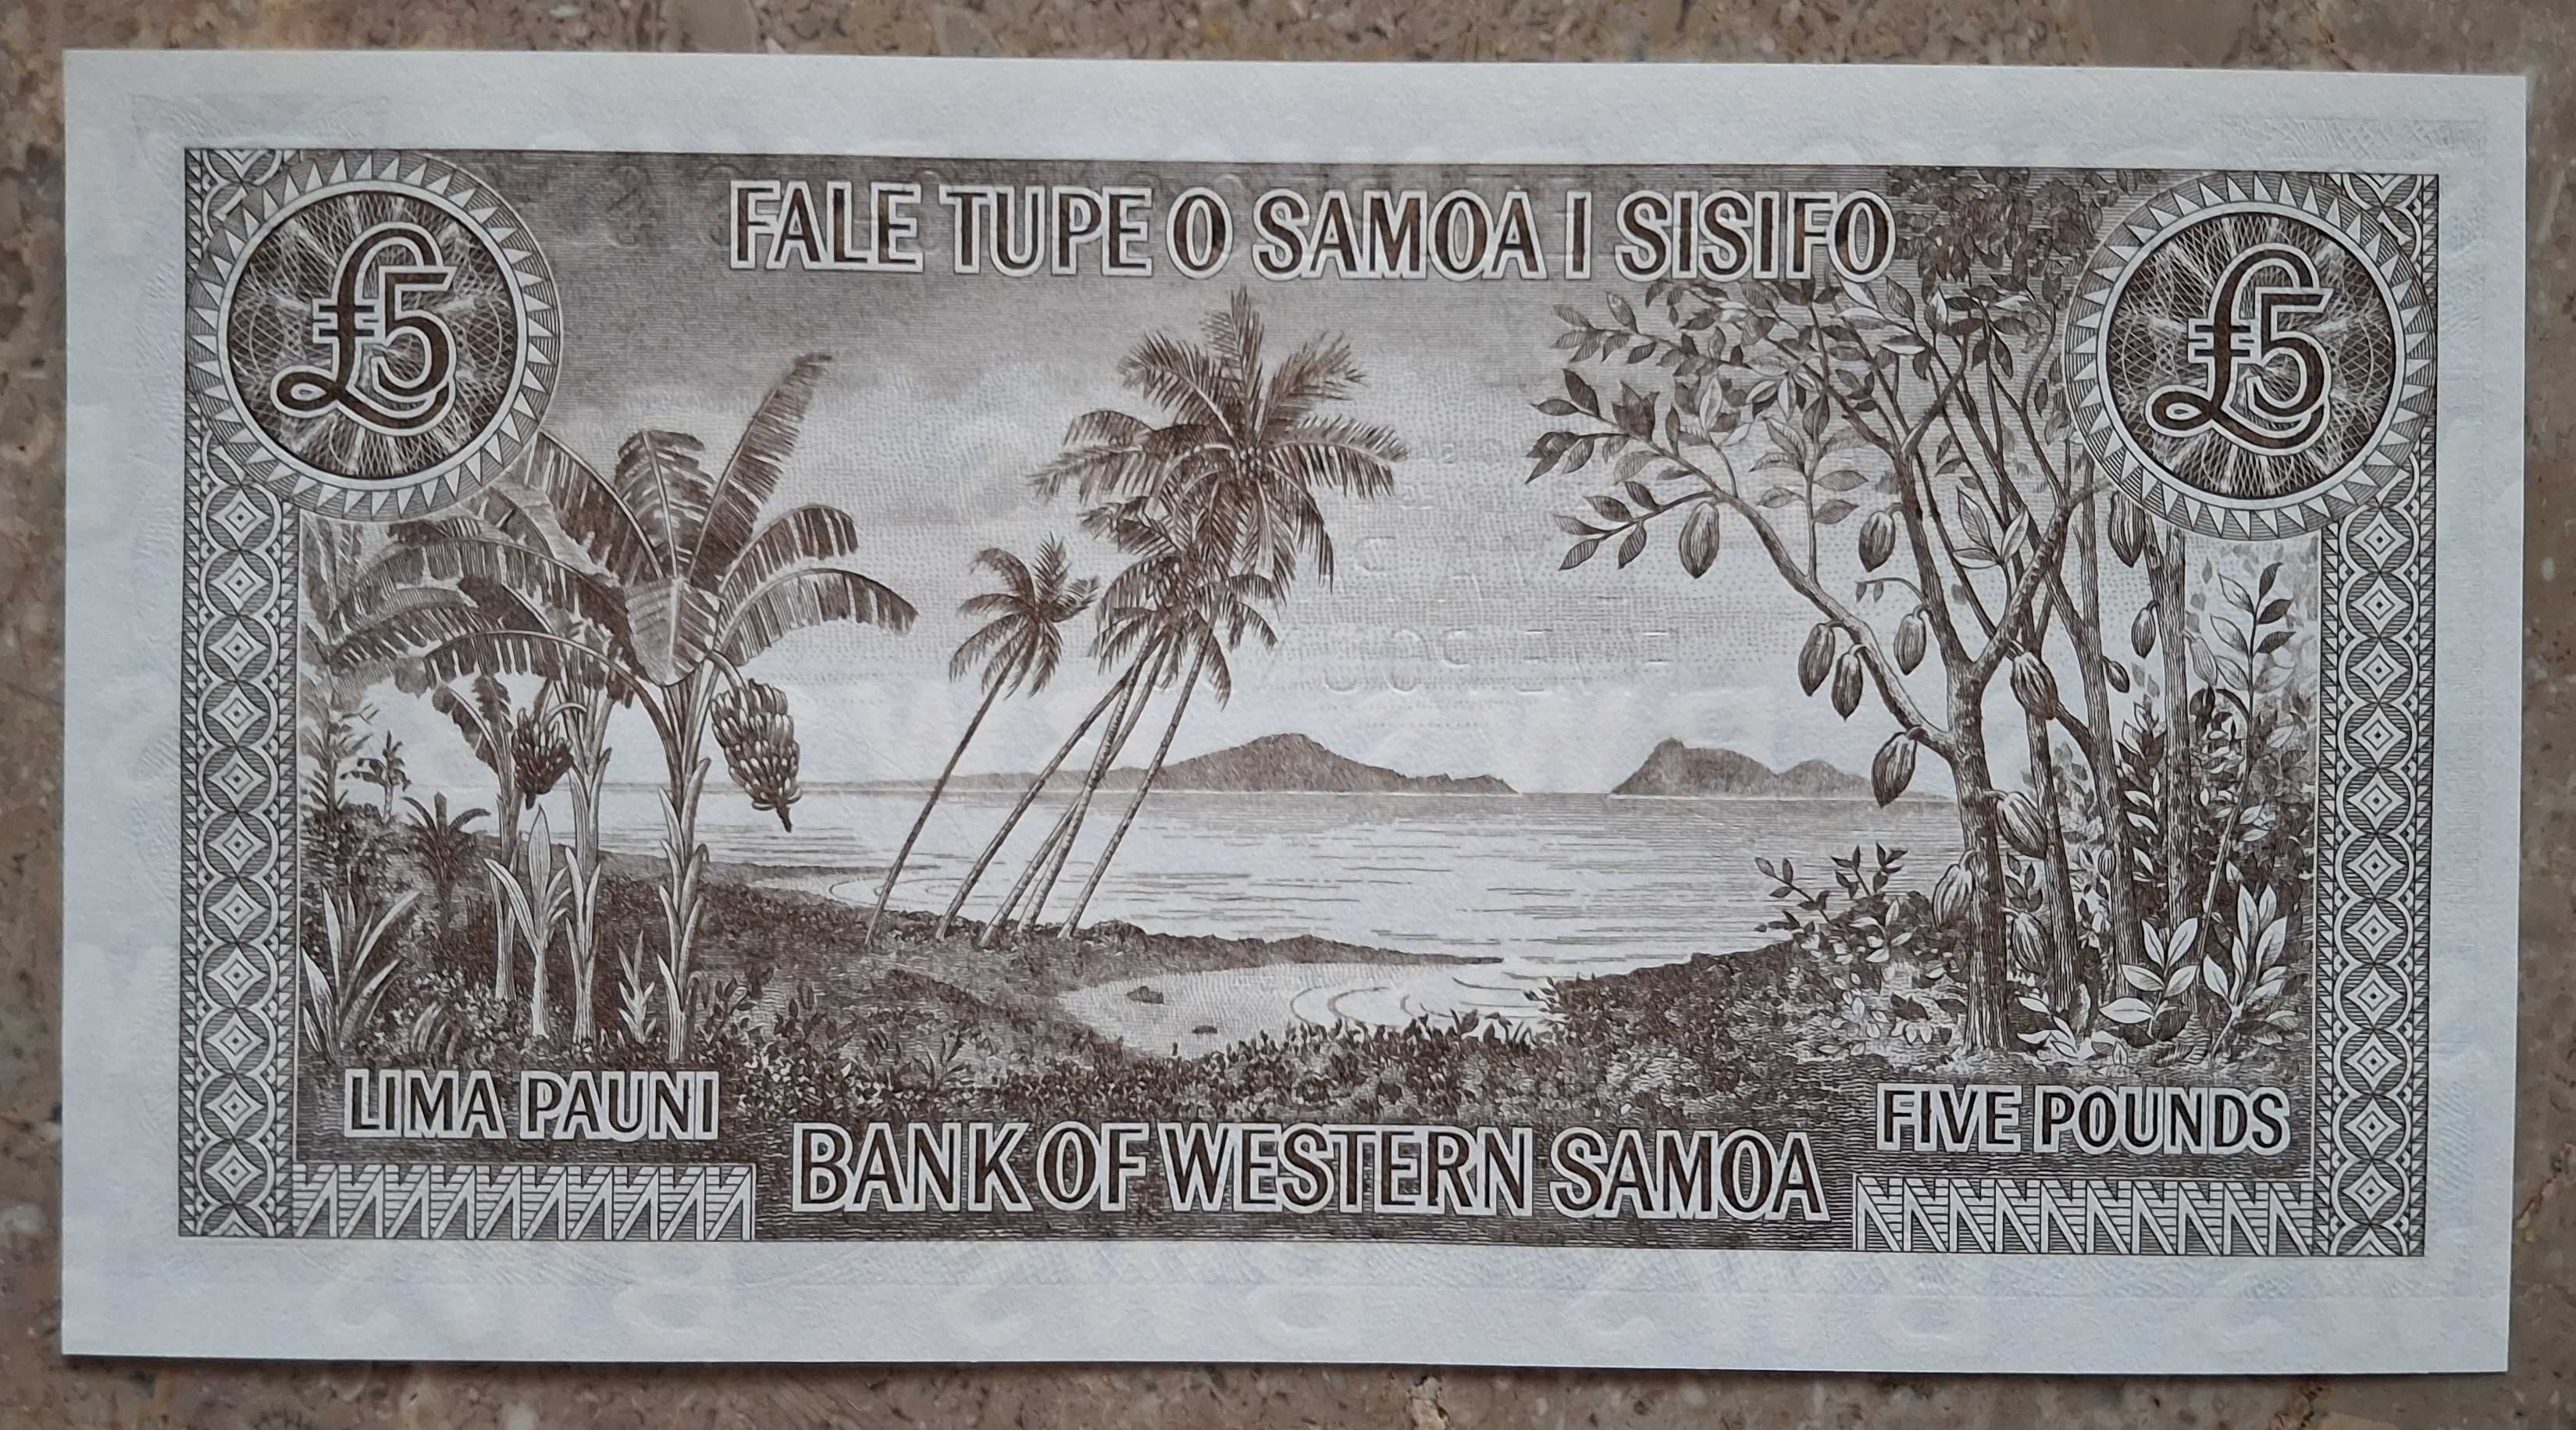 FALE TUPE O SAMOA I SISIFO
£5
£5
LIMA PAUNI
FIVE POUNDS
BANK OF WESTERN SAMOA